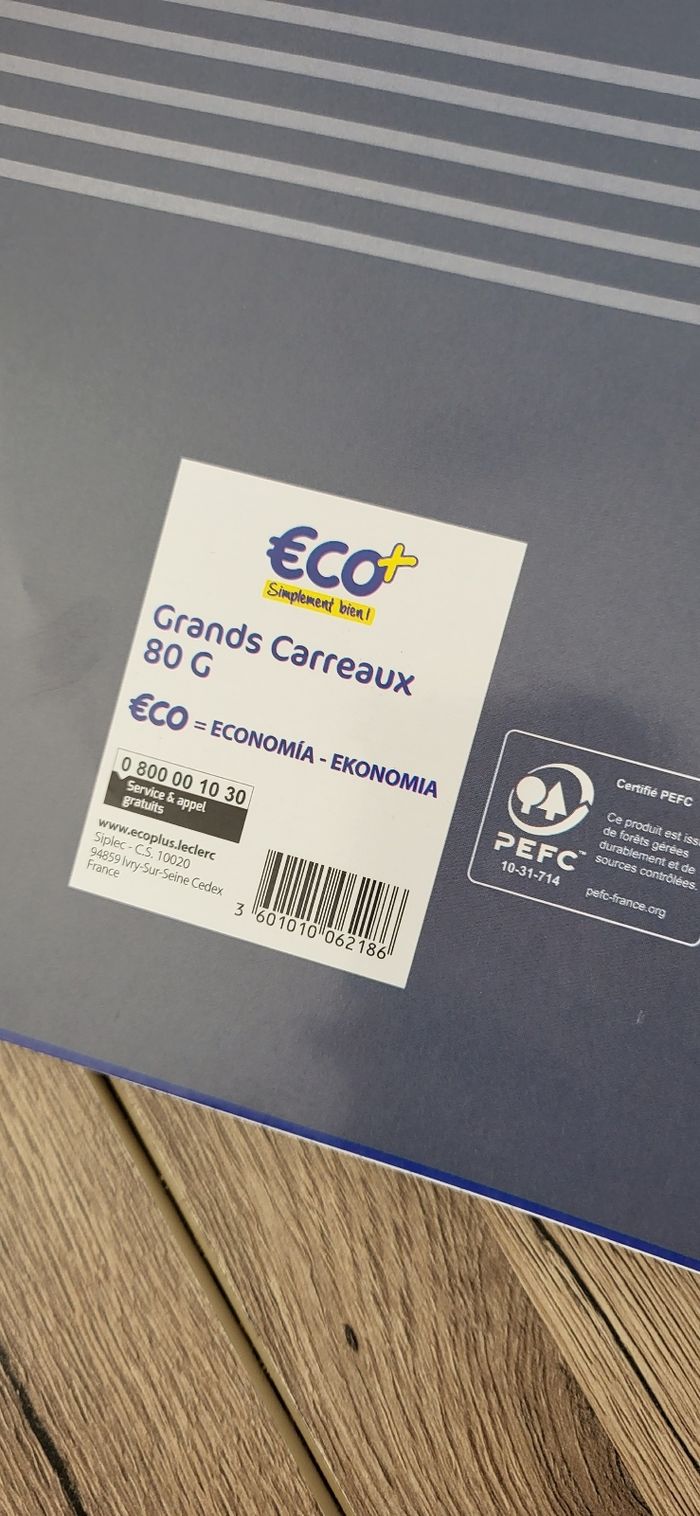 €CO+
Simplement bien !
Grands Carreaux
80 G
€CO = ECONOMÍA - EKONOMIA
0 800 00 10 30
Service & appel
gratuits
www.ecoplus.leclerc
Siplec - C.S. 10020
94859 Ivry-Sur-Seine Cedex
France
3 601010 062186
PEFC™
10-31-714
Certifié PEFC
Ce produit est iss
de forêts gérées
durablement et de
sources contrôlées.
pefc-france.org